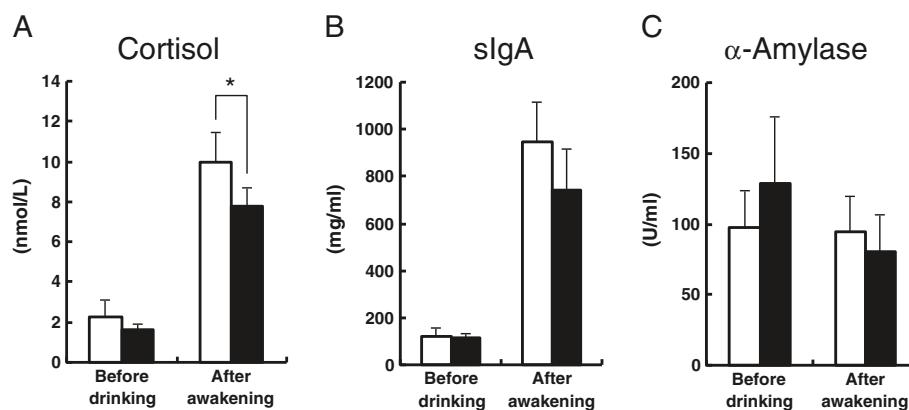 A
Cortisol
14
12
10
8
6
4
2
0
(nmol/L)
*
Before
drinking
After
awakening
B
sIgA
1200
1000
800
600
400
200
0
(mg/ml)
Before
drinking
After
awakening
C
α-Amylase
200
150
100
50
0
(U/ml)
Before
drinking
After
awakening